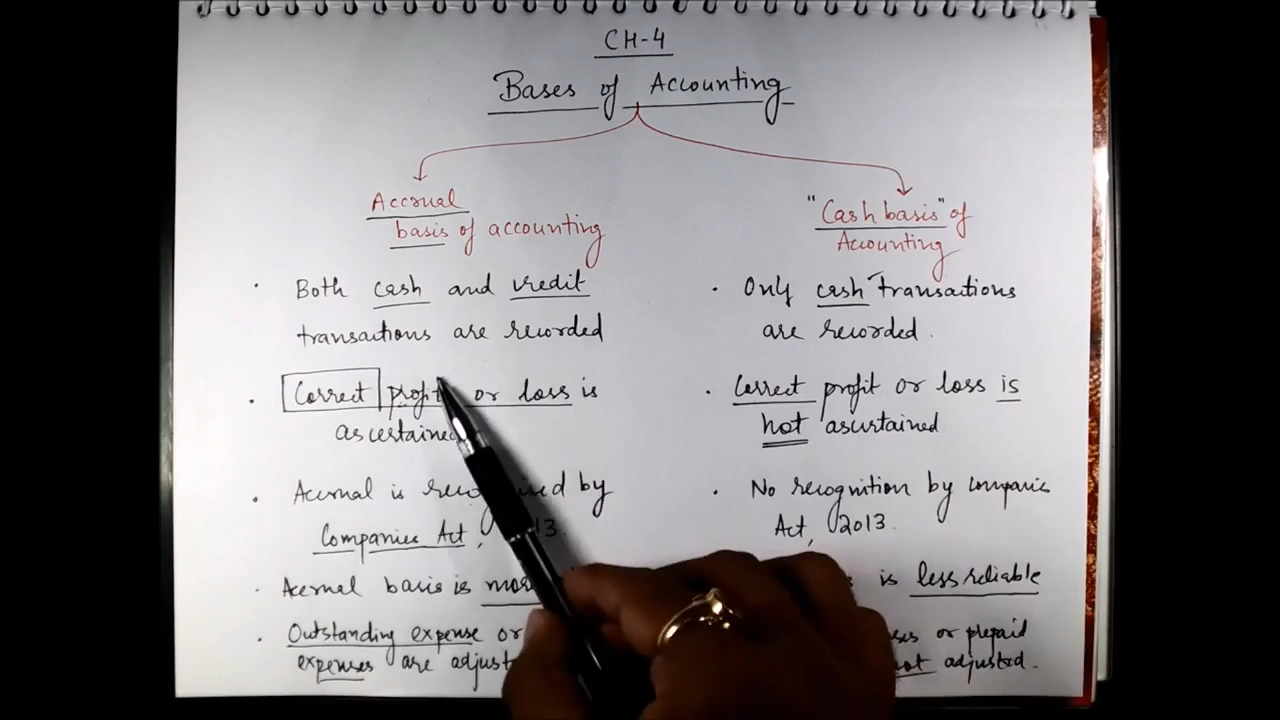 CH-4
Bases of Accounting
Accrual
basis of accounting
"Cash basis" of
Accounting
. Both cash and credit
transactions are recorded
. Only cash transactions
are recorded.
. Correct profit or loss is
ascertained
. Correct profit or loss is
not ascertained
. Accrual is by
Companies Act,
. No recognition by Companies
Act, 2013.
. Accrual basis is
is less reliable
. Outstanding expense or
expenses are
or prepaid
adjusted.